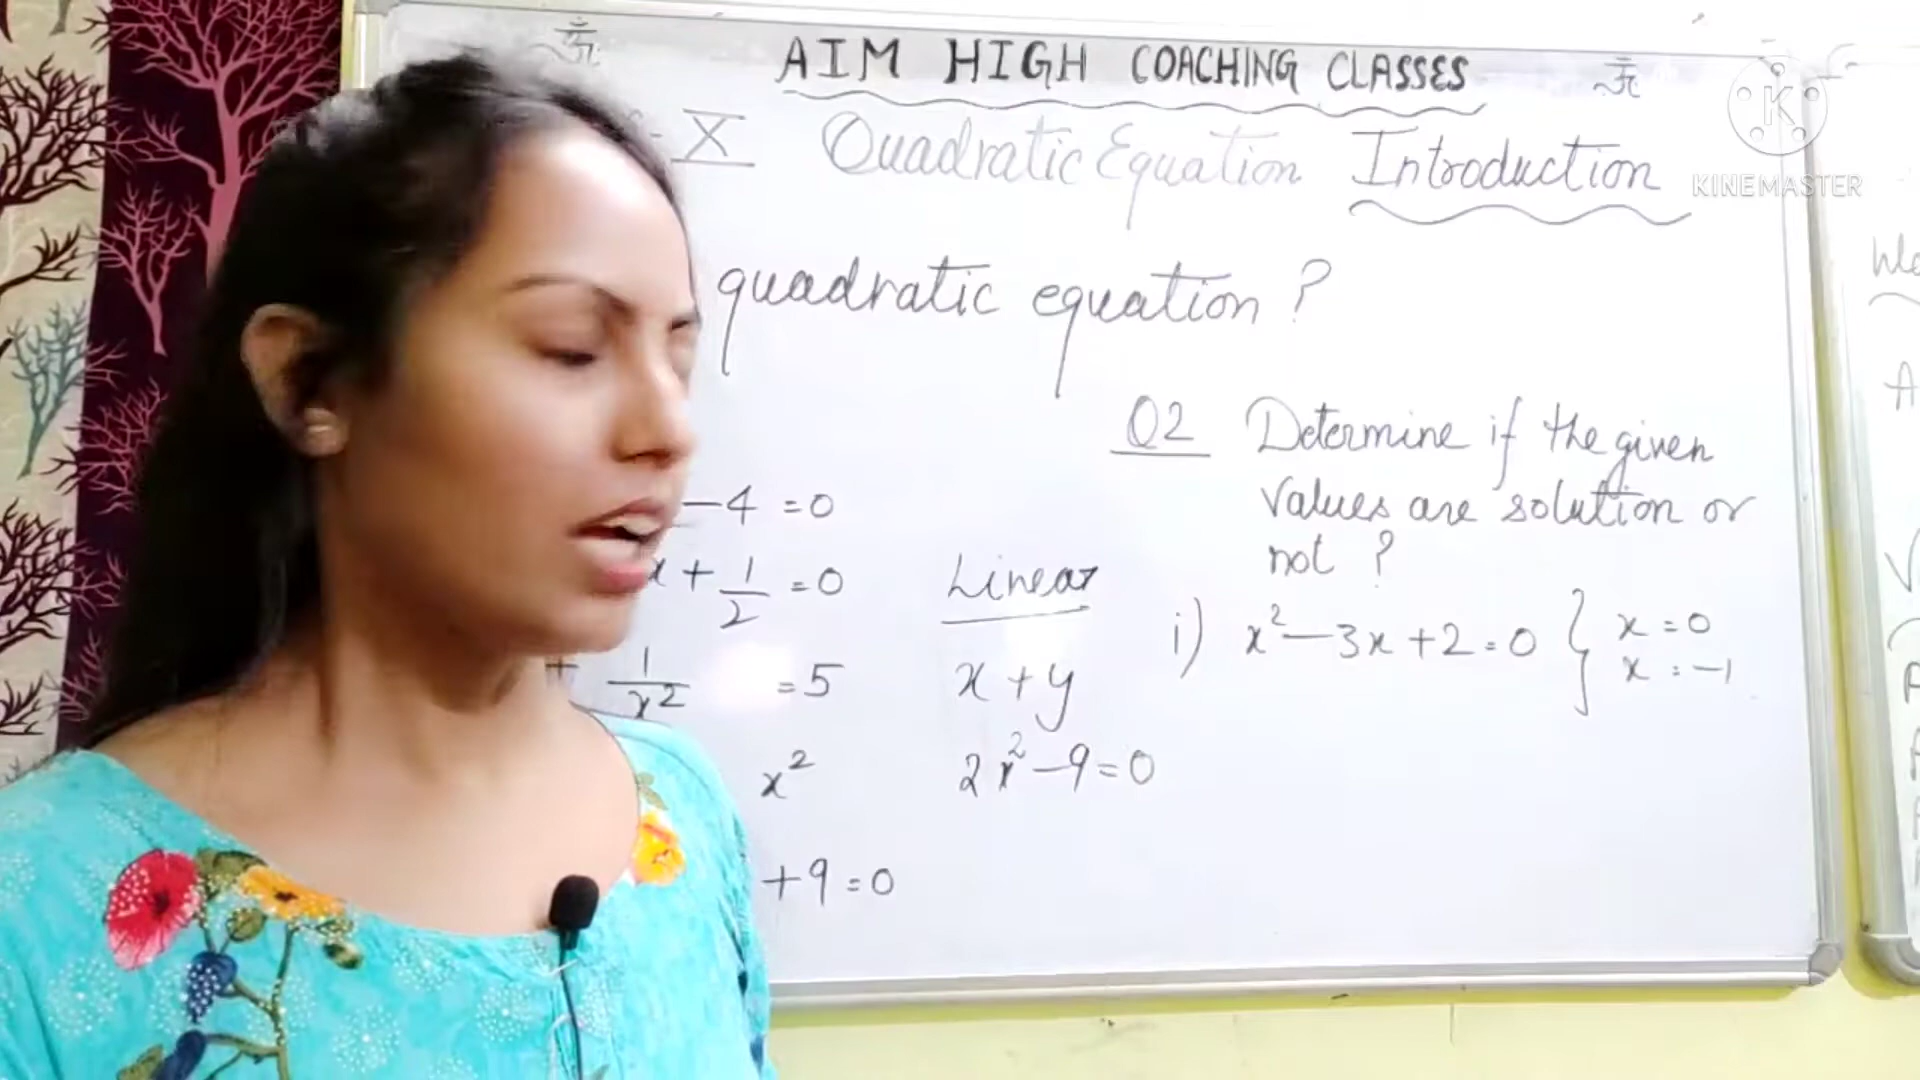 ॐ
AIM HIGH COACHING CLASSES
ॐ
X Quadratic Equation Introduction
KINEMASTER
quadratic equation ?
Q2 Determine if the given
values are solution or
not ?
-4 = 0
x + 1/2 = 0
Linear
i) x² - 3x + 2 = 0 { x = 0
x = -1
+ 1/x² = 5
x + y
x²
2x² - 9 = 0
+ 9 = 0